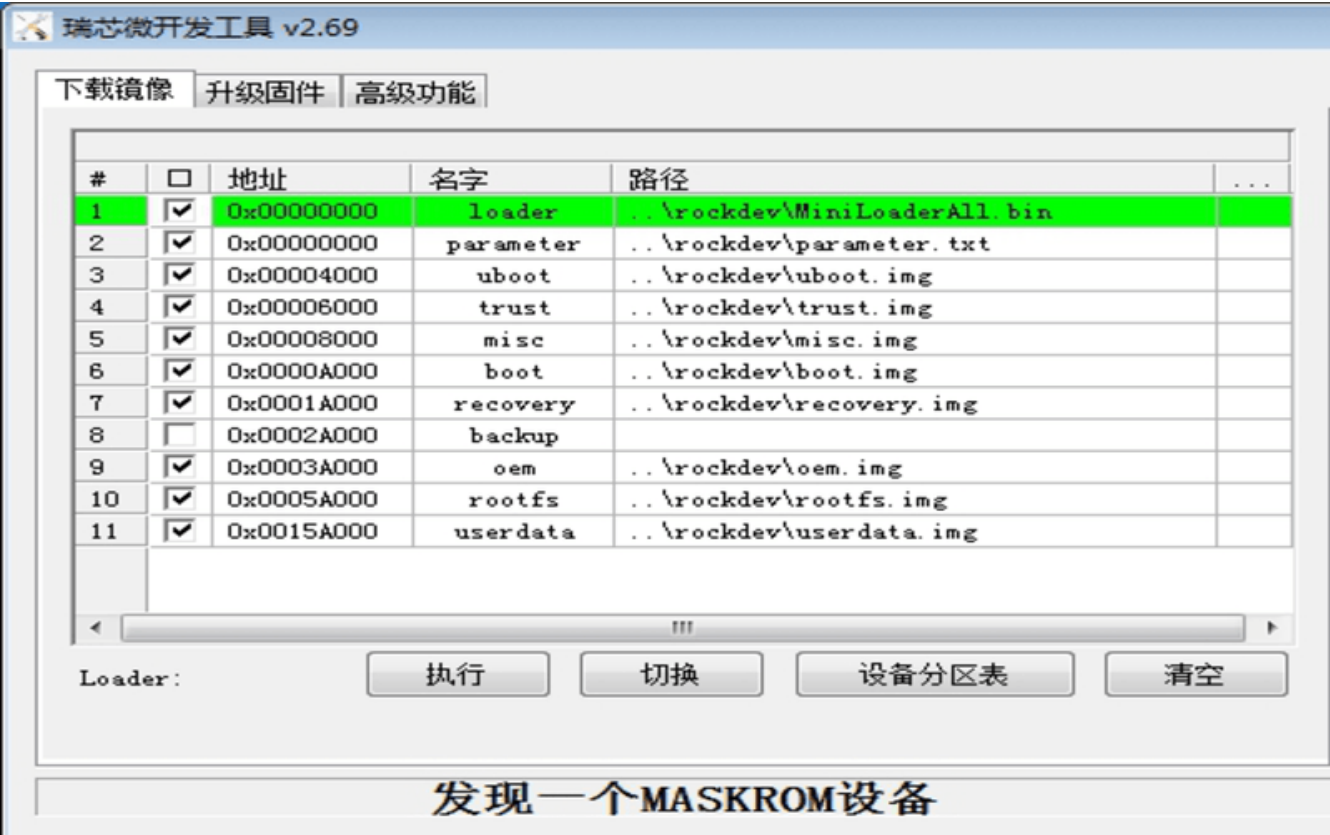 瑞芯微开发工具 v2.69
下载镜像 升级固件 高级功能
# 地址 名字 路径 ...
1 0x00000000 loader ..\rockdev\MiniLoaderAll.bin
2 0x00000000 parameter ..\rockdev\parameter.txt
3 0x00004000 uboot ..\rockdev\uboot.img
4 0x00006000 trust ..\rockdev\trust.img
5 0x00008000 misc ..\rockdev\misc.img
6 0x0000A000 boot ..\rockdev\boot.img
7 0x0001A000 recovery ..\rockdev\recovery.img
8 0x0002A000 backup
9 0x0003A000 oem ..\rockdev\oem.img
10 0x0005A000 rootfs ..\rockdev\rootfs.img
11 0x0015A000 userdata ..\rockdev\userdata.img
Loader: 执行 切换 设备分区表 清空
发现一个MASKROM设备